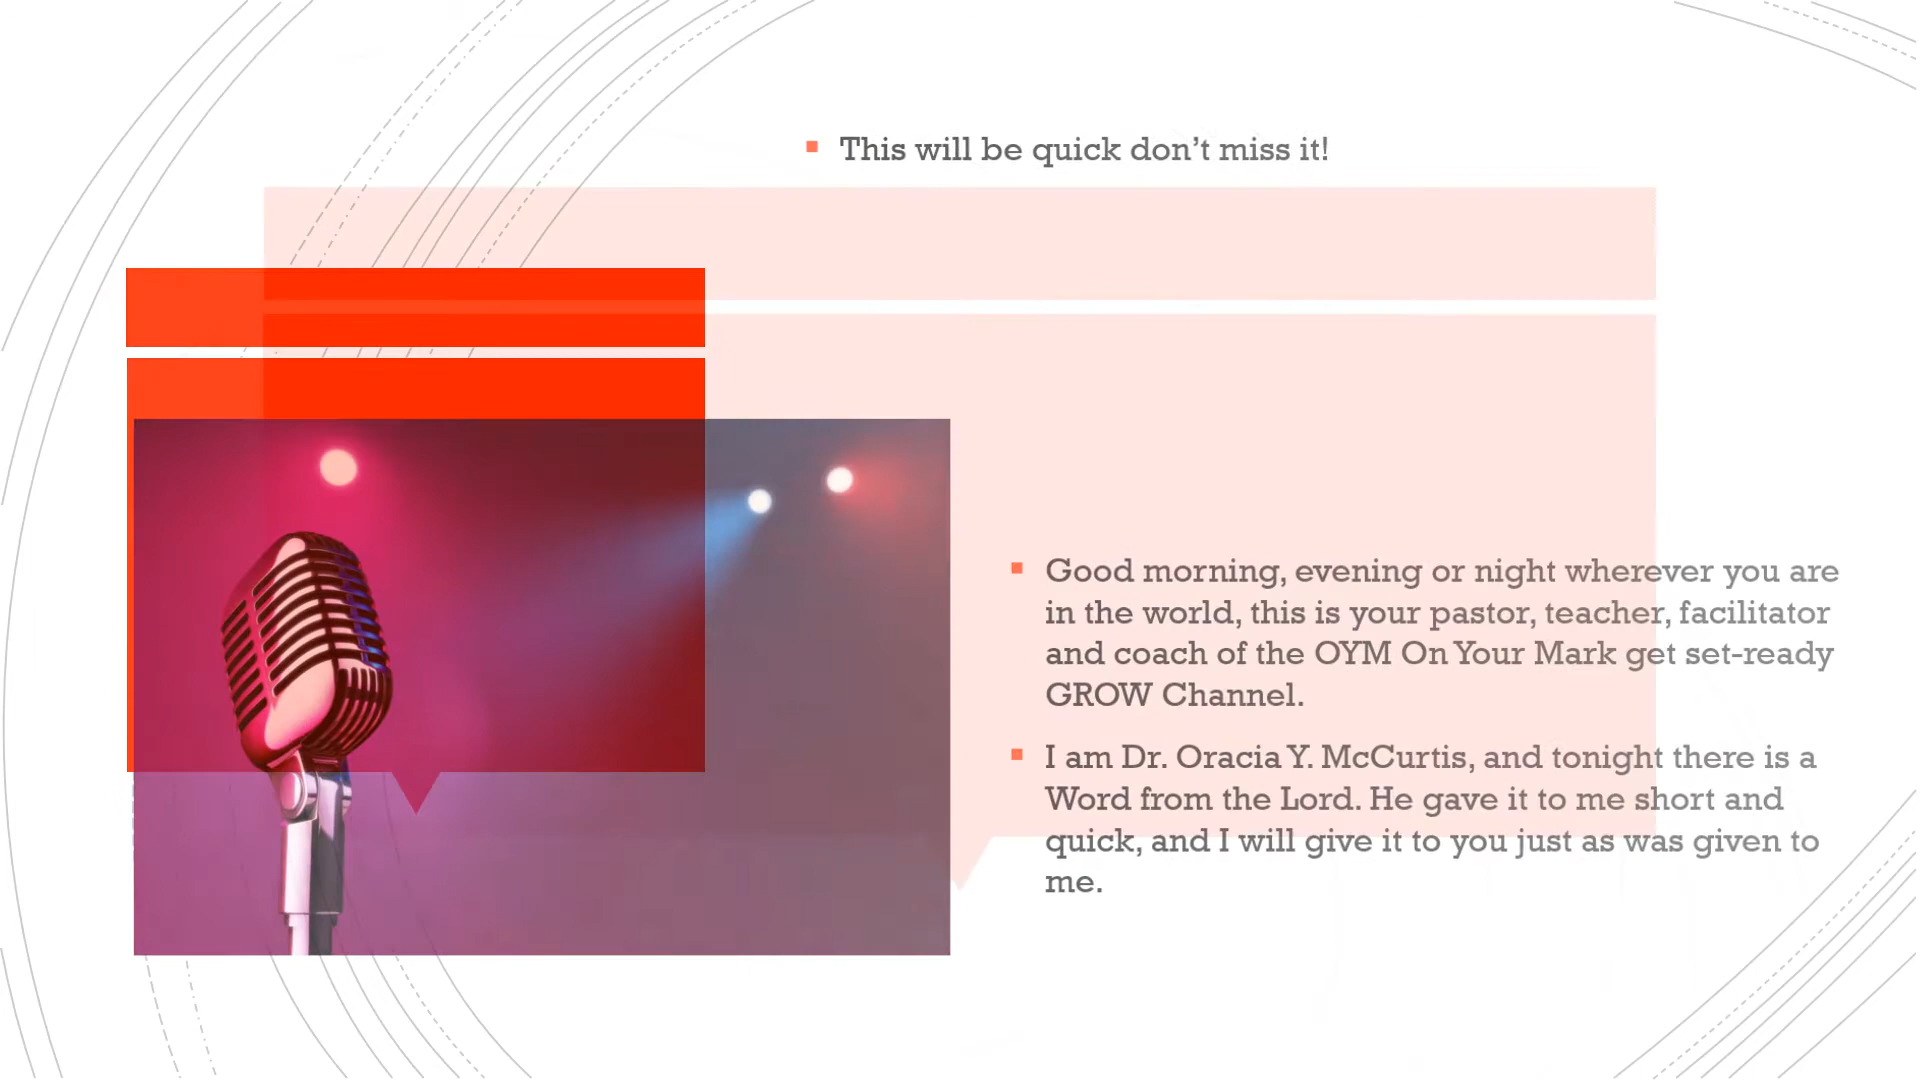 This will be quick don’t miss it!
Good morning, evening or night wherever you are
in the world, this is your pastor, teacher, facilitator
and coach of the OYM On Your Mark get set-ready
GROW Channel.
I am Dr. Oracia Y. McCurtis, and tonight there is a
Word from the Lord. He gave it to me short and
quick, and I will give it to you just as was given to
me.